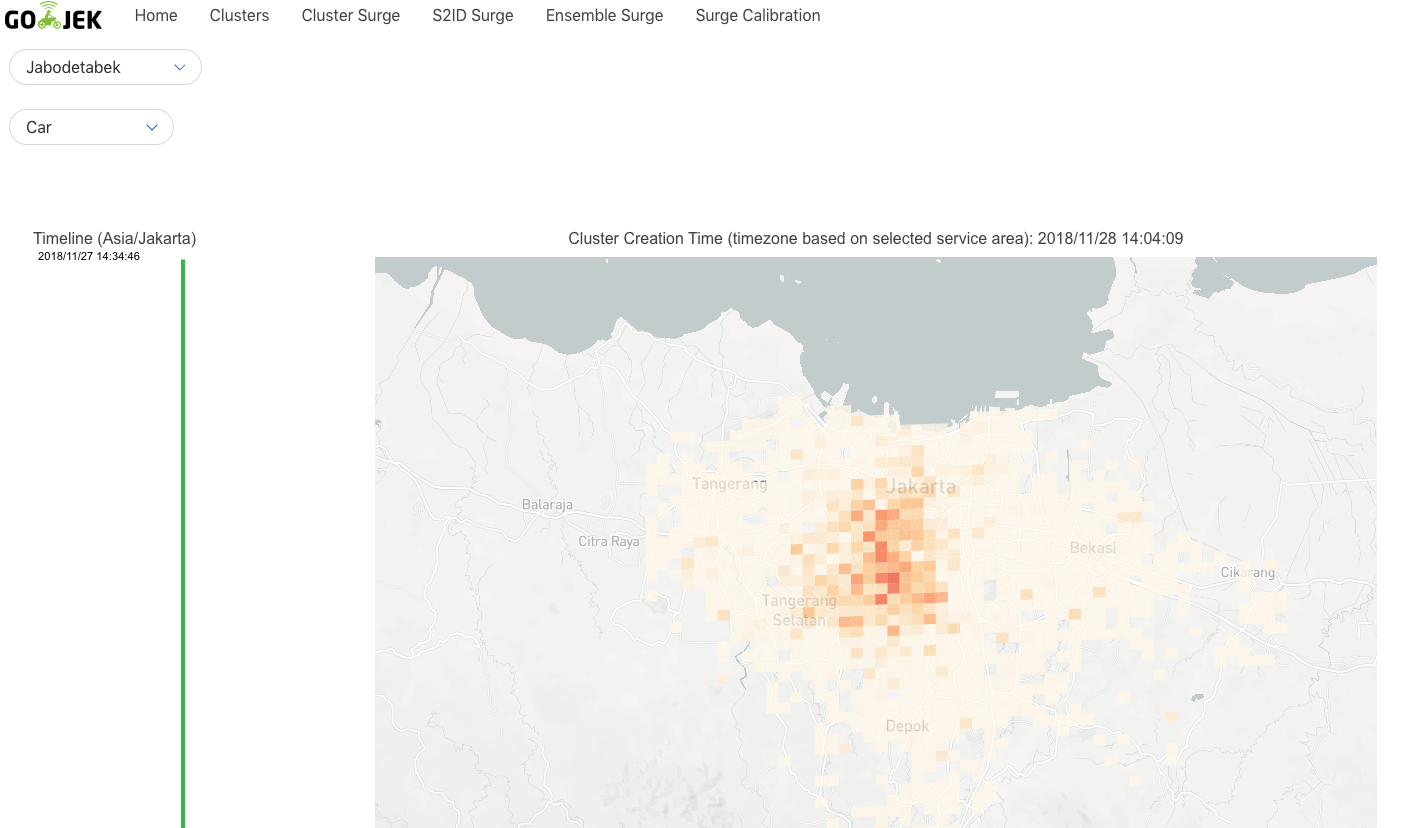 GO JEK Home Clusters Cluster Surge S2ID Surge Ensemble Surge Surge Calibration
Jabodetabek
Car
Timeline (Asia/Jakarta)
2018/11/27 14:34:46
Cluster Creation Time (timezone based on selected service area): 2018/11/28 14:04:09
Tangerang
Jakarta
Balaraja
Citra Raya
Bekasi
Cikarang
Tangerang
Selatan
Depok